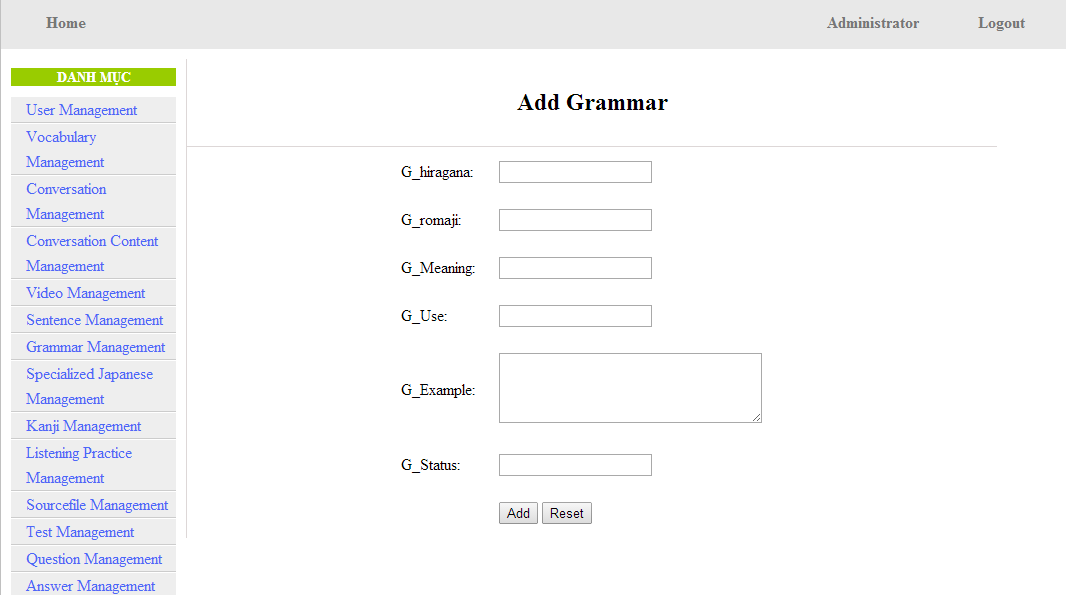 Home Administrator Logout
DANH MỤC
User Management
Vocabulary
Management
Conversation
Management
Conversation Content
Management
Video Management
Sentence Management
Grammar Management
Specialized Japanese
Management
Kanji Management
Listening Practice
Management
Sourcefile Management
Test Management
Question Management
Answer Management
Add Grammar
G_hiragana:
G_romaji:
G_Meaning:
G_Use:
G_Example:
G_Status:
Add Reset